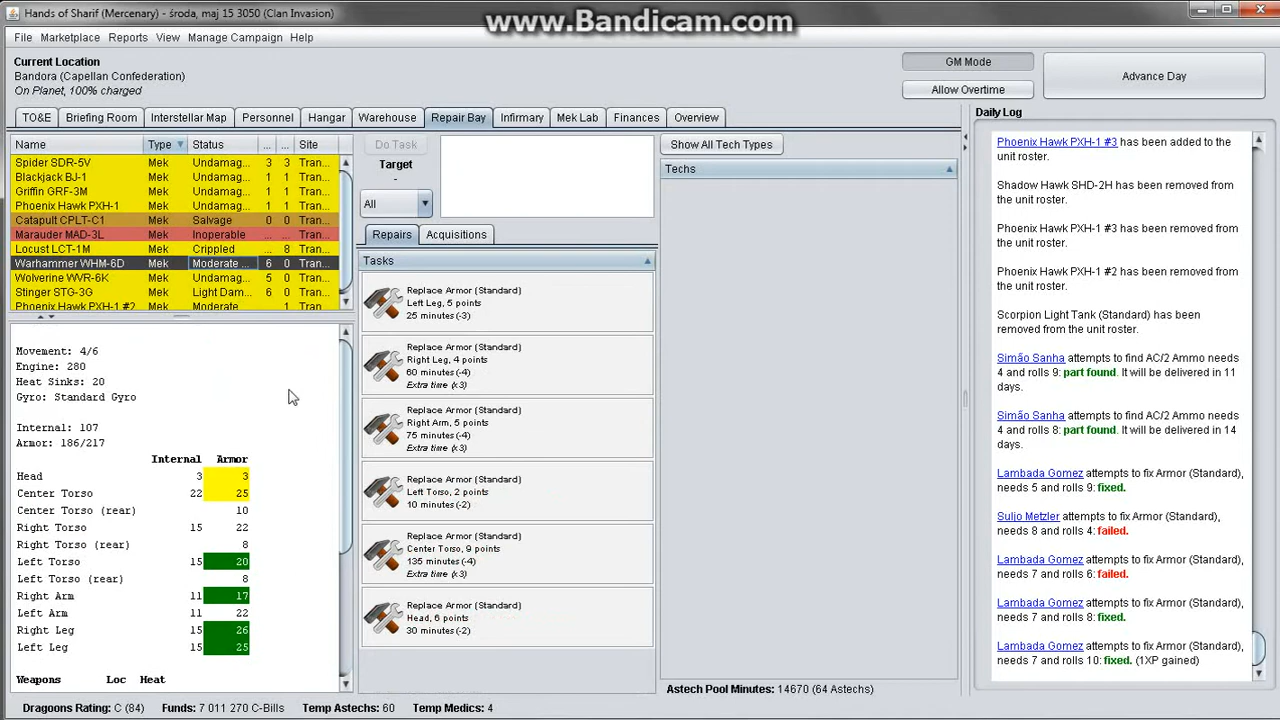 Hands of Sharif (Mercenary) - środa, maj 15 3050 (Clan Invasion)
www.Bandicam.com
File Marketplace Reports View Manage Campaign Help
Current Location
Bandora (Capellan Confederation)
On Planet, 100% charged
GM Mode
Allow Overtime
Advance Day
TO&E Briefing Room Interstellar Map Personnel Hangar Warehouse Repair Bay Infirmary Mek Lab Finances Overview
Name Type Status ... ... Site
Spider SDR-5V Mek Undamag... 3 3 Tran...
Blackjack BJ-1 Mek Undamag... 1 1 Tran...
Griffin GRF-3M Mek Undamag... 1 1 Tran...
Phoenix Hawk PXH-1 Mek Undamag... 1 1 Tran...
Catapult CPLT-C1 Mek Salvage 0 0 Tran...
Marauder MAD-3L Mek Inoperable ... ... Tran...
Locust LCT-1M Mek Crippled ... 8 Tran...
Warhammer WHM-6D Mek Moderate ... 6 0 Tran...
Wolverine WVR-6K Mek Undamag... 5 0 Tran...
Stinger STG-3G Mek Light Dam... 0 0 Tran...
Phoenix Hawk PXH-1 #2 Mek Moderate ... 1 Tran...
Movement: 4/6
Engine: 280
Heat Sinks: 20
Gyro: Standard Gyro
Internal: 107
Armor: 186/217
Internal Armor
Head 3 3
Center Torso 22 25
Center Torso (rear) 10
Right Torso 15 22
Right Torso (rear) 8
Left Torso 15 20
Left Torso (rear) 8
Right Arm 11 17
Left Arm 11 22
Right Leg 15 26
Left Leg 15 25
Weapons Loc Heat
Do Task
Target
-
All
Repairs Acquisitions
Tasks
Replace Armor (Standard)
Left Leg, 5 points
25 minutes (-3)
Replace Armor (Standard)
Right Leg, 4 points
60 minutes (-4)
Extra time (x3)
Replace Armor (Standard)
Right Arm, 5 points
75 minutes (-4)
Extra time (x3)
Replace Armor (Standard)
Left Torso, 2 points
10 minutes (-2)
Replace Armor (Standard)
Center Torso, 9 points
135 minutes (-4)
Extra time (x3)
Replace Armor (Standard)
Head, 6 points
30 minutes (-2)
Show All Tech Types
Techs
Astech Pool Minutes: 14670 (64 Astechs)
Daily Log
Phoenix Hawk PXH-1 #3 has been added to the
unit roster.
Shadow Hawk SHD-2H has been removed from
the unit roster.
Phoenix Hawk PXH-1 #3 has been removed from
the unit roster.
Phoenix Hawk PXH-1 #2 has been removed from
the unit roster.
Scorpion Light Tank (Standard) has been
removed from the unit roster.
Simão Sanha attempts to find AC/2 Ammo needs
4 and rolls 9: part found. It will be delivered in 11
days.
Simão Sanha attempts to find AC/2 Ammo needs
4 and rolls 8: part found. It will be delivered in 14
days.
Lambada Gomez attempts to fix Armor (Standard),
needs 5 and rolls 9: fixed.
Suljo Metzler attempts to fix Armor (Standard),
needs 8 and rolls 4: failed.
Lambada Gomez attempts to fix Armor (Standard),
needs 7 and rolls 6: failed.
Lambada Gomez attempts to fix Armor (Standard),
needs 7 and rolls 8: fixed.
Lambada Gomez attempts to fix Armor (Standard),
needs 7 and rolls 10: fixed. (1XP gained)
Dragoons Rating: C (84) Funds: 7 011 270 C-Bills Temp Astechs: 60 Temp Medics: 4